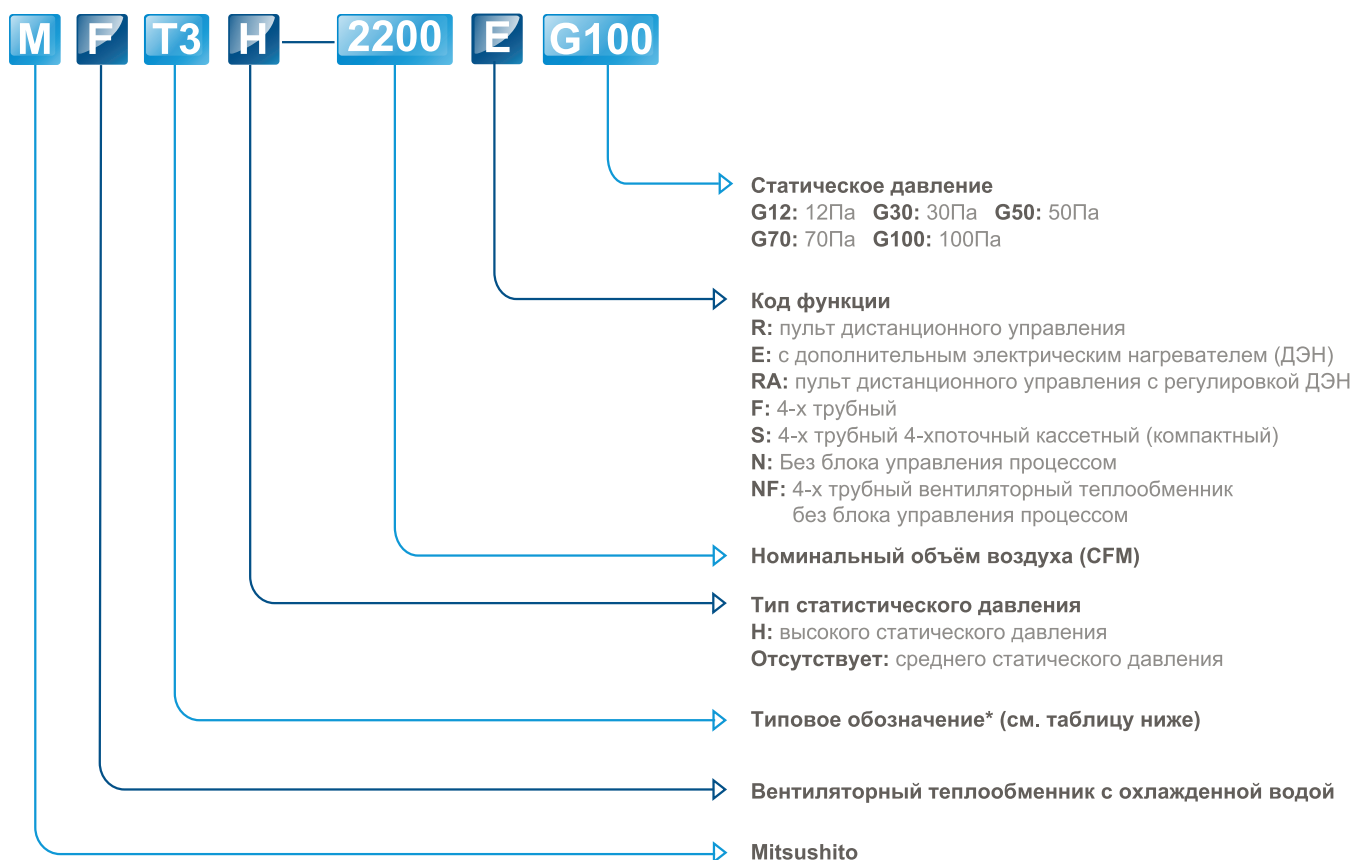 M F T3 H 2200 E G100
Статическое давление
G12: 12Па G30: 30Па G50: 50Па
G70: 70Па G100: 100Па
Код функции
R: пульт дистанционного управления
E: с дополнительным электрическим нагревателем (ДЭН)
RA: пульт дистанционного управления с регулировкой ДЭН
F: 4-х трубный
S: 4-х трубный 4-хпоточный кассетный (компактный)
N: Без блока управления процессом
NF: 4-х трубный вентиляторный теплообменник
без блока управления процессом
Номинальный объём воздуха (CFM)
Тип статистического давления
H: высокого статического давления
Отсутствует: среднего статического давления
Типовое обозначение* (см. таблицу ниже)
Вентиляторный теплообменник с охлажденной водой
Mitsushito